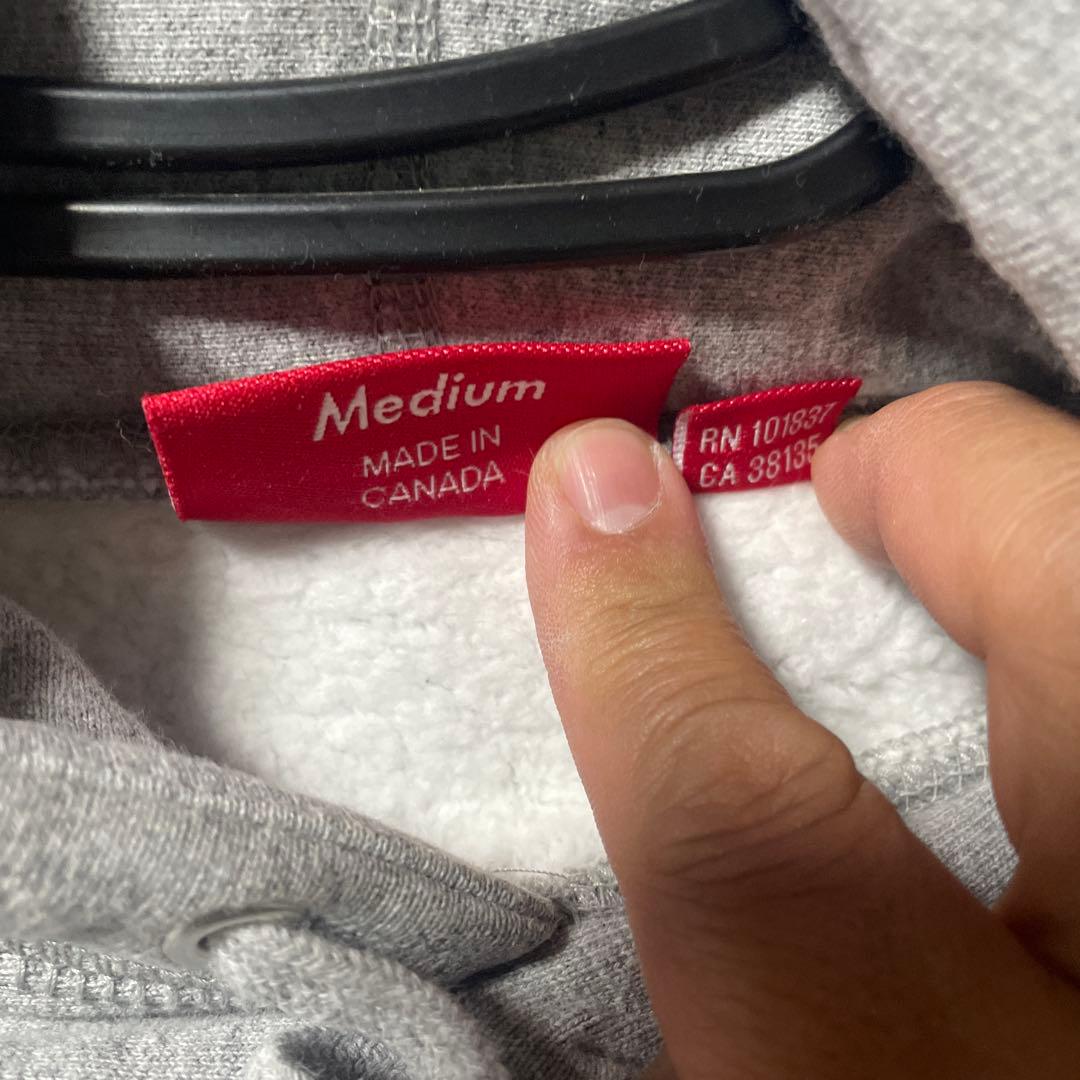 Medium
MADE IN
CANADA
RN 101837
CA 38135